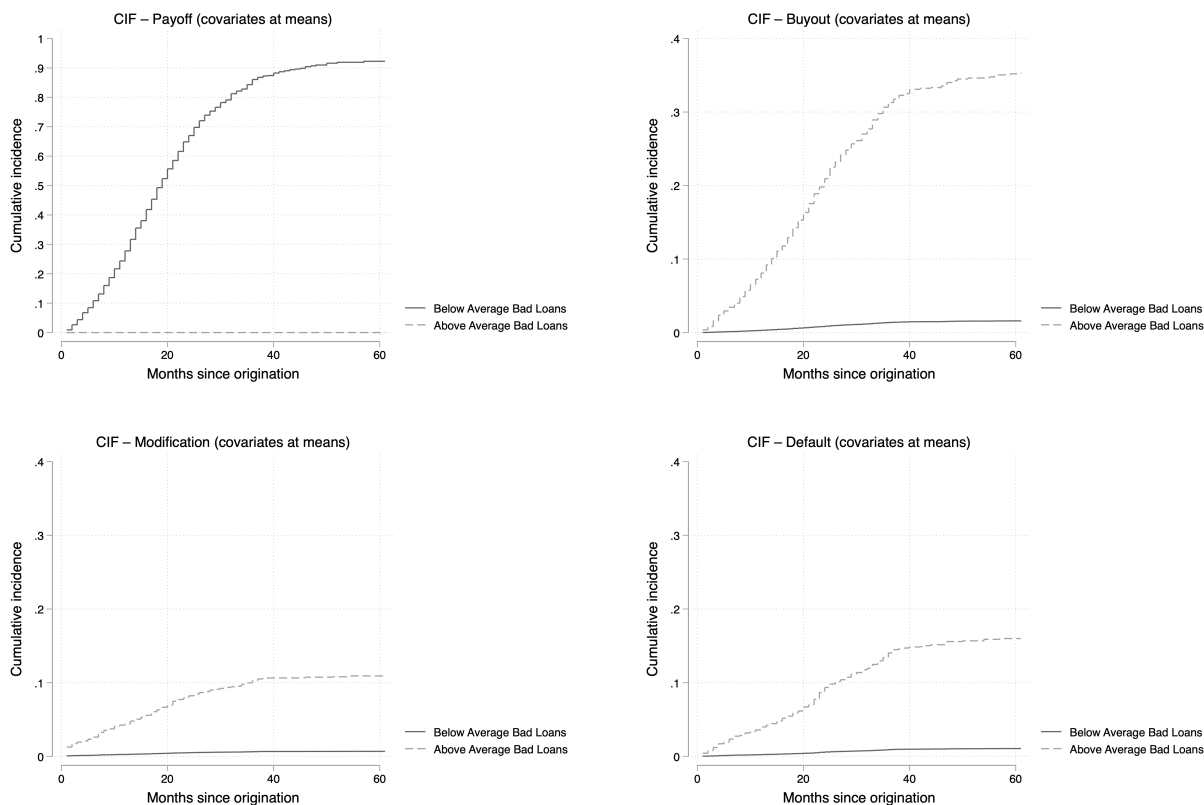 CIF – Payoff (covariates at means)
1
.9
.8
.7
.6
.5
.4
.3
.2
.1
0
Cumulative incidence
0 20 40 60
Months since origination
Below Average Bad Loans
Above Average Bad Loans
CIF – Buyout (covariates at means)
.4
.3
.2
.1
0
Cumulative incidence
0 20 40 60
Months since origination
Below Average Bad Loans
Above Average Bad Loans
CIF – Modification (covariates at means)
.4
.3
.2
.1
0
Cumulative incidence
0 20 40 60
Months since origination
Below Average Bad Loans
Above Average Bad Loans
CIF – Default (covariates at means)
.4
.3
.2
.1
0
Cumulative incidence
0 20 40 60
Months since origination
Below Average Bad Loans
Above Average Bad Loans